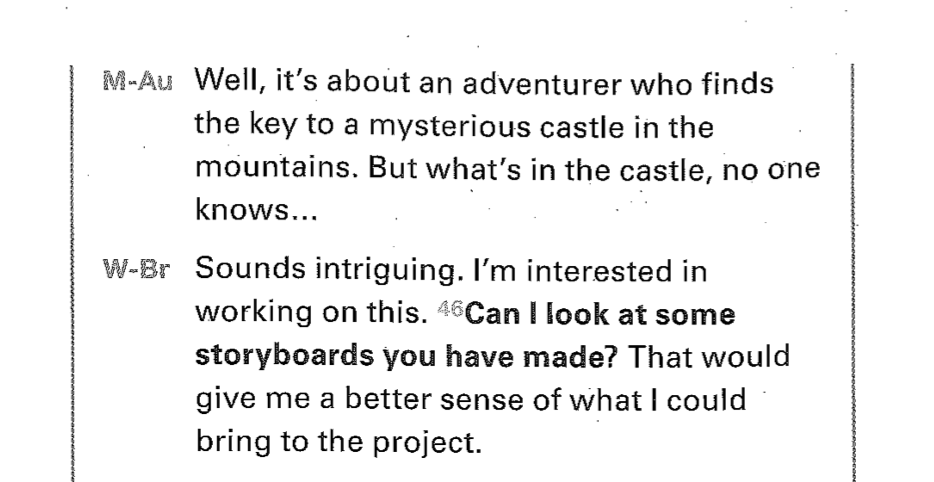 M-Au Well, it's about an adventurer who finds
the key to a mysterious castle in the
mountains. But what's in the castle, no one
knows...
W-Br Sounds intriguing. I'm interested in
working on this. 46Can I look at some
storyboards you have made? That would
give me a better sense of what I could
bring to the project.